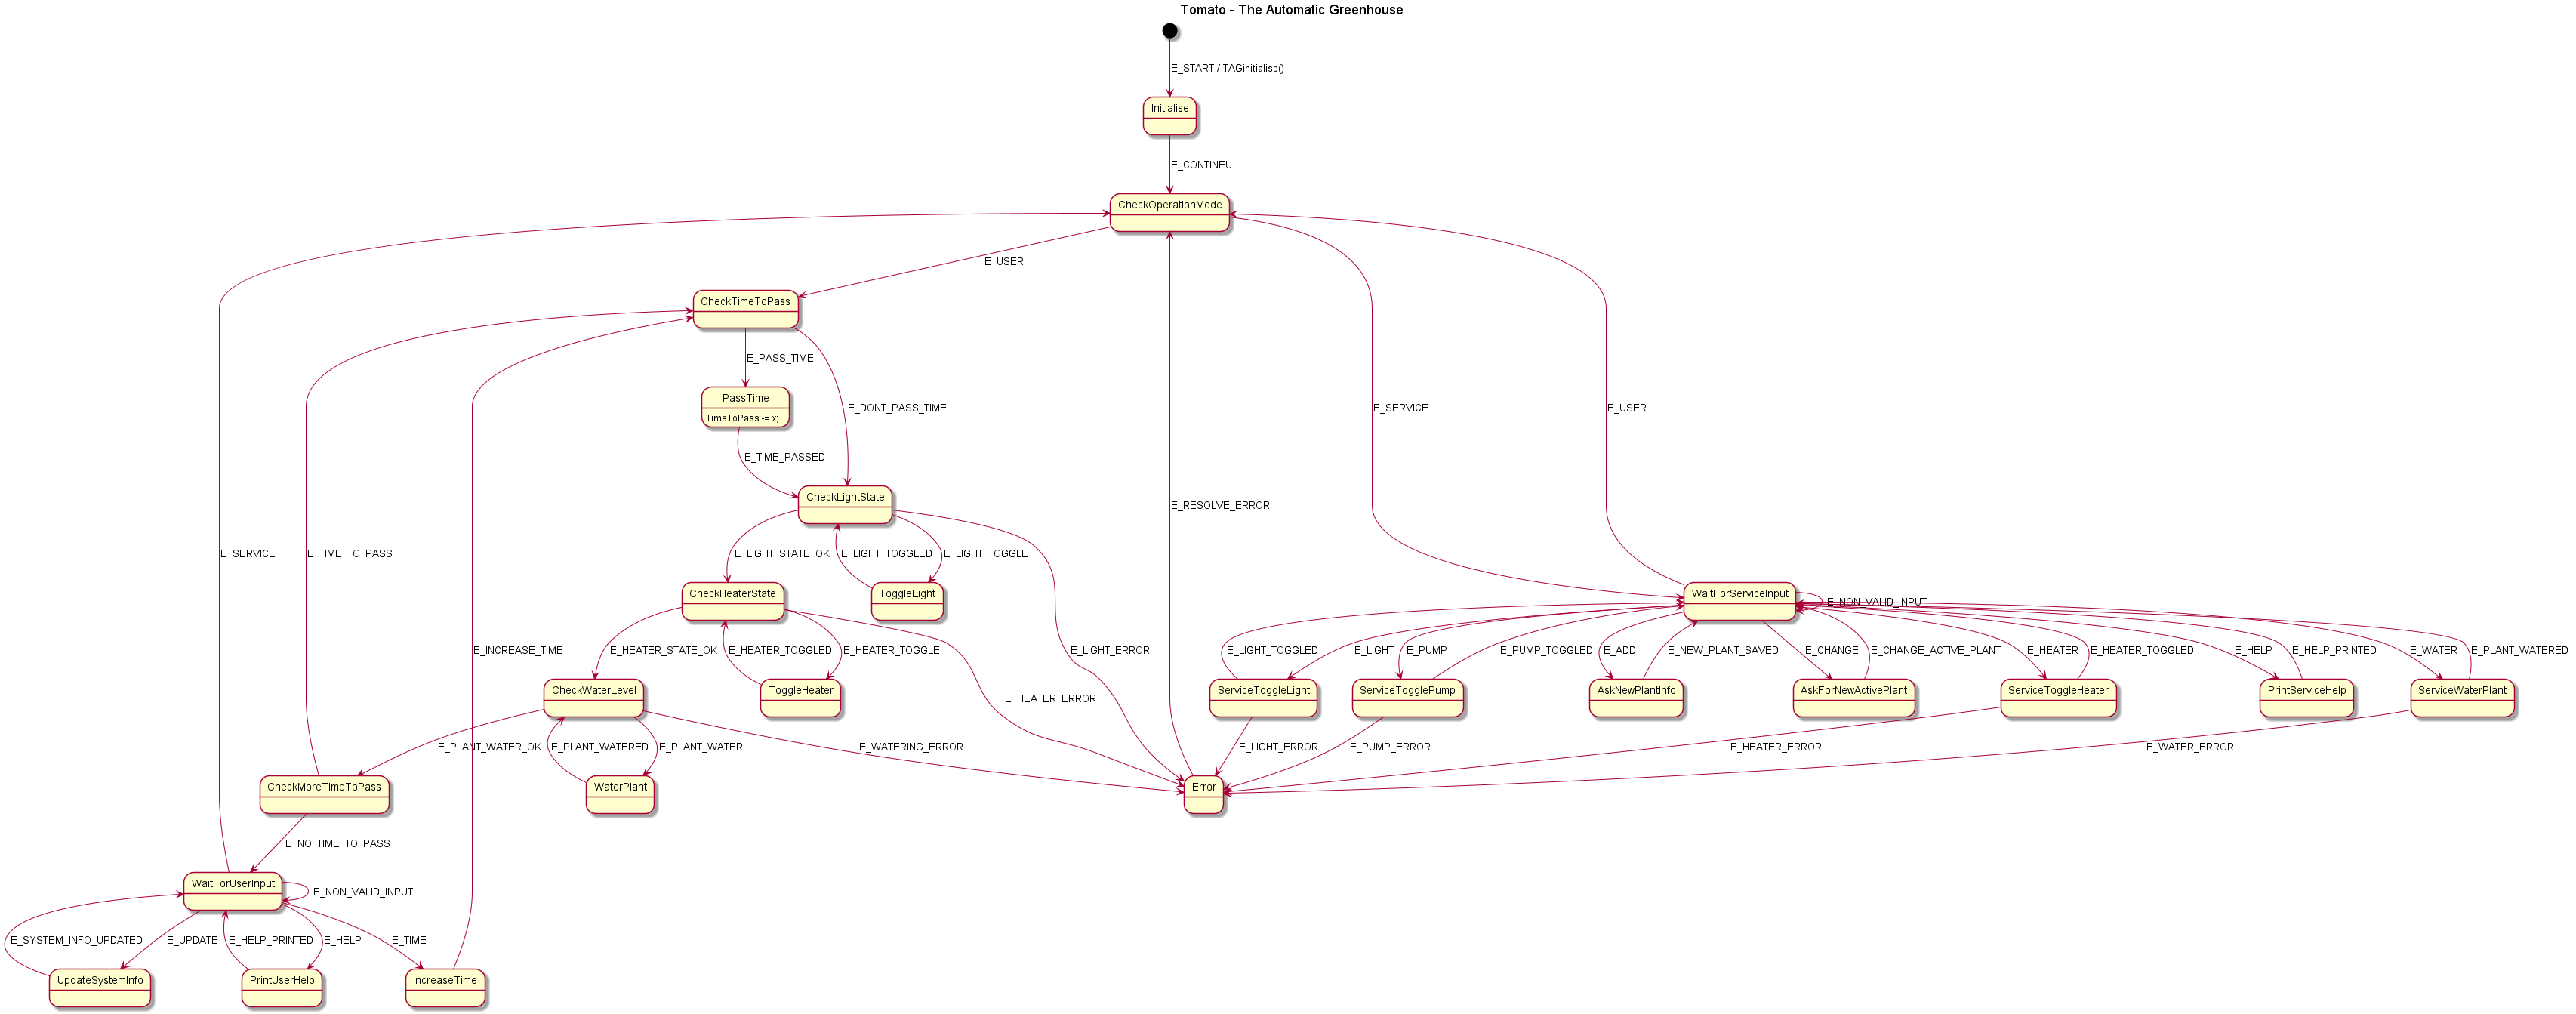 Tomato - The Automatic Greenhouse
E_START / TAGinitialise()
Initialise
E_CONTINEU
CheckOperationMode
E_USER
CheckTimeToPass
E_PASS_TIME
PassTime
TimeToPass -= x;
E_DONT_PASS_TIME
E_SERVICE
E_USER
E_TIME_PASSED
CheckLightState
E_RESOLVE_ERROR
E_SERVICE
E_TIME_TO_PASS
E_LIGHT_STATE_OK
E_LIGHT_TOGGLED
E_LIGHT_TOGGLE
CheckHeaterState
ToggleLight
WaitForServiceInput
E_NON_VALID_INPUT
E_INCREASE_TIME
E_HEATER_STATE_OK
E_HEATER_TOGGLED
E_HEATER_TOGGLE
E_LIGHT_ERROR
E_LIGHT_TOGGLED
E_LIGHT
E_PUMP
E_PUMP_TOGGLED
E_ADD
E_NEW_PLANT_SAVED
E_CHANGE
E_CHANGE_ACTIVE_PLANT
E_HEATER
E_HEATER_TOGGLED
E_HELP
E_HELP_PRINTED
E_WATER
E_PLANT_WATERED
CheckWaterLevel
ToggleHeater
E_HEATER_ERROR
ServiceToggleLight
ServiceTogglePump
AskNewPlantInfo
AskForNewActivePlant
ServiceToggleHeater
PrintServiceHelp
ServiceWaterPlant
E_PLANT_WATER_OK
E_PLANT_WATERED
E_PLANT_WATER
E_WATERING_ERROR
E_LIGHT_ERROR
E_PUMP_ERROR
E_HEATER_ERROR
E_WATER_ERROR
CheckMoreTimeToPass
WaterPlant
Error
E_NO_TIME_TO_PASS
WaitForUserInput
E_NON_VALID_INPUT
E_SYSTEM_INFO_UPDATED
E_UPDATE
E_HELP_PRINTED
E_HELP
E_TIME
UpdateSystemInfo
PrintUserHelp
IncreaseTime